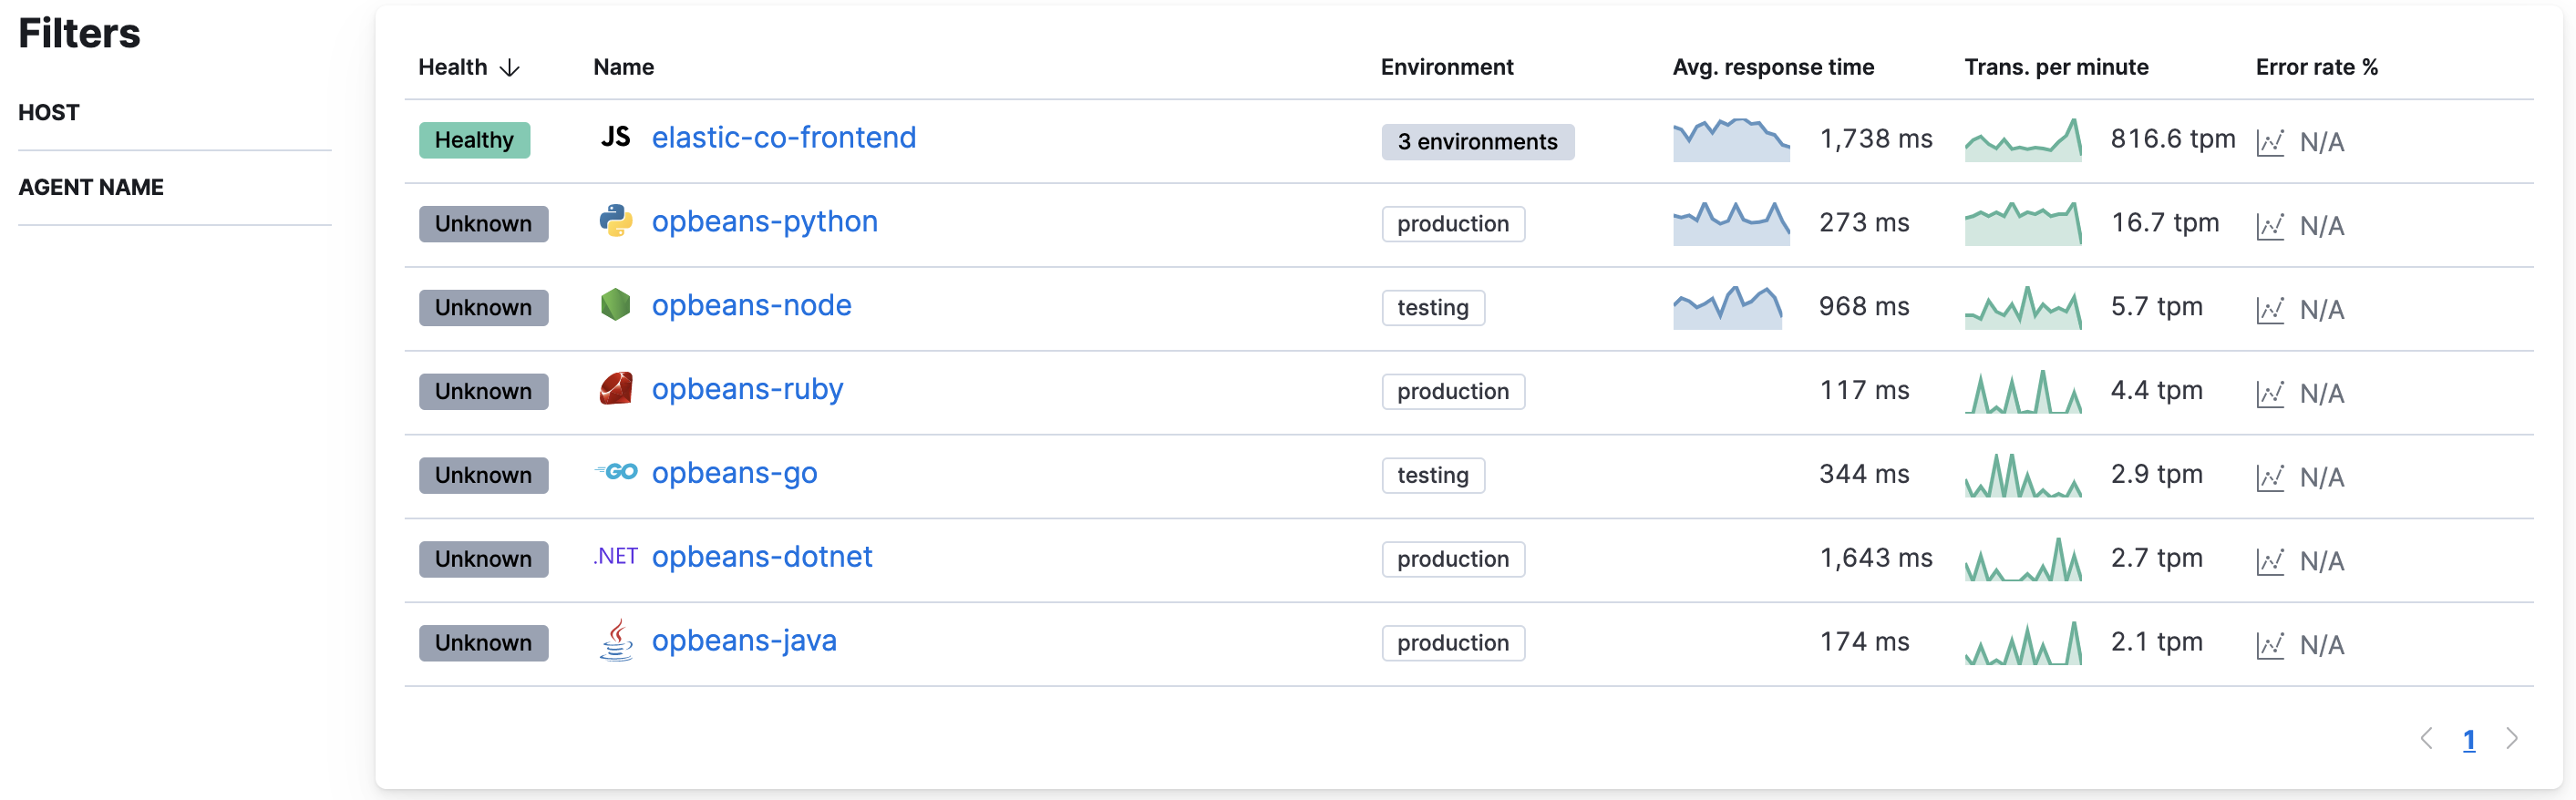 Filters
HOST
AGENT NAME
Health Name Environment Avg. response time Trans. per minute Error rate %
Healthy JS elastic-co-frontend 3 environments 1,738 ms 816.6 tpm N/A
Unknown opbeans-python production 273 ms 16.7 tpm N/A
Unknown opbeans-node testing 968 ms 5.7 tpm N/A
Unknown opbeans-ruby production 117 ms 4.4 tpm N/A
Unknown GO opbeans-go testing 344 ms 2.9 tpm N/A
Unknown .NET opbeans-dotnet production 1,643 ms 2.7 tpm N/A
Unknown opbeans-java production 174 ms 2.1 tpm N/A
1